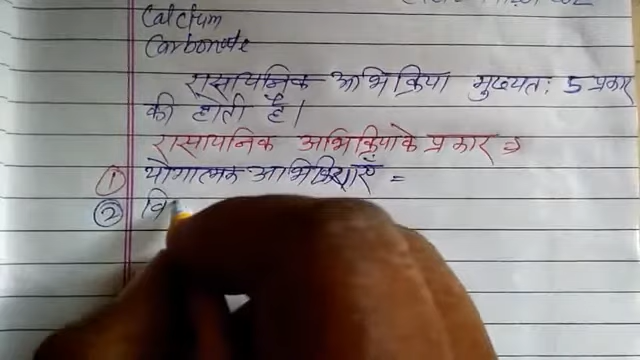 Calcium
Carbonate
रासायनिक अभिक्रिया मुख्यतः 5 प्रकार
की होती है।
रासायनिक अभिक्रिया के प्रकार ⇒
① योगात्मक अभिक्रियाएँ =
② वि